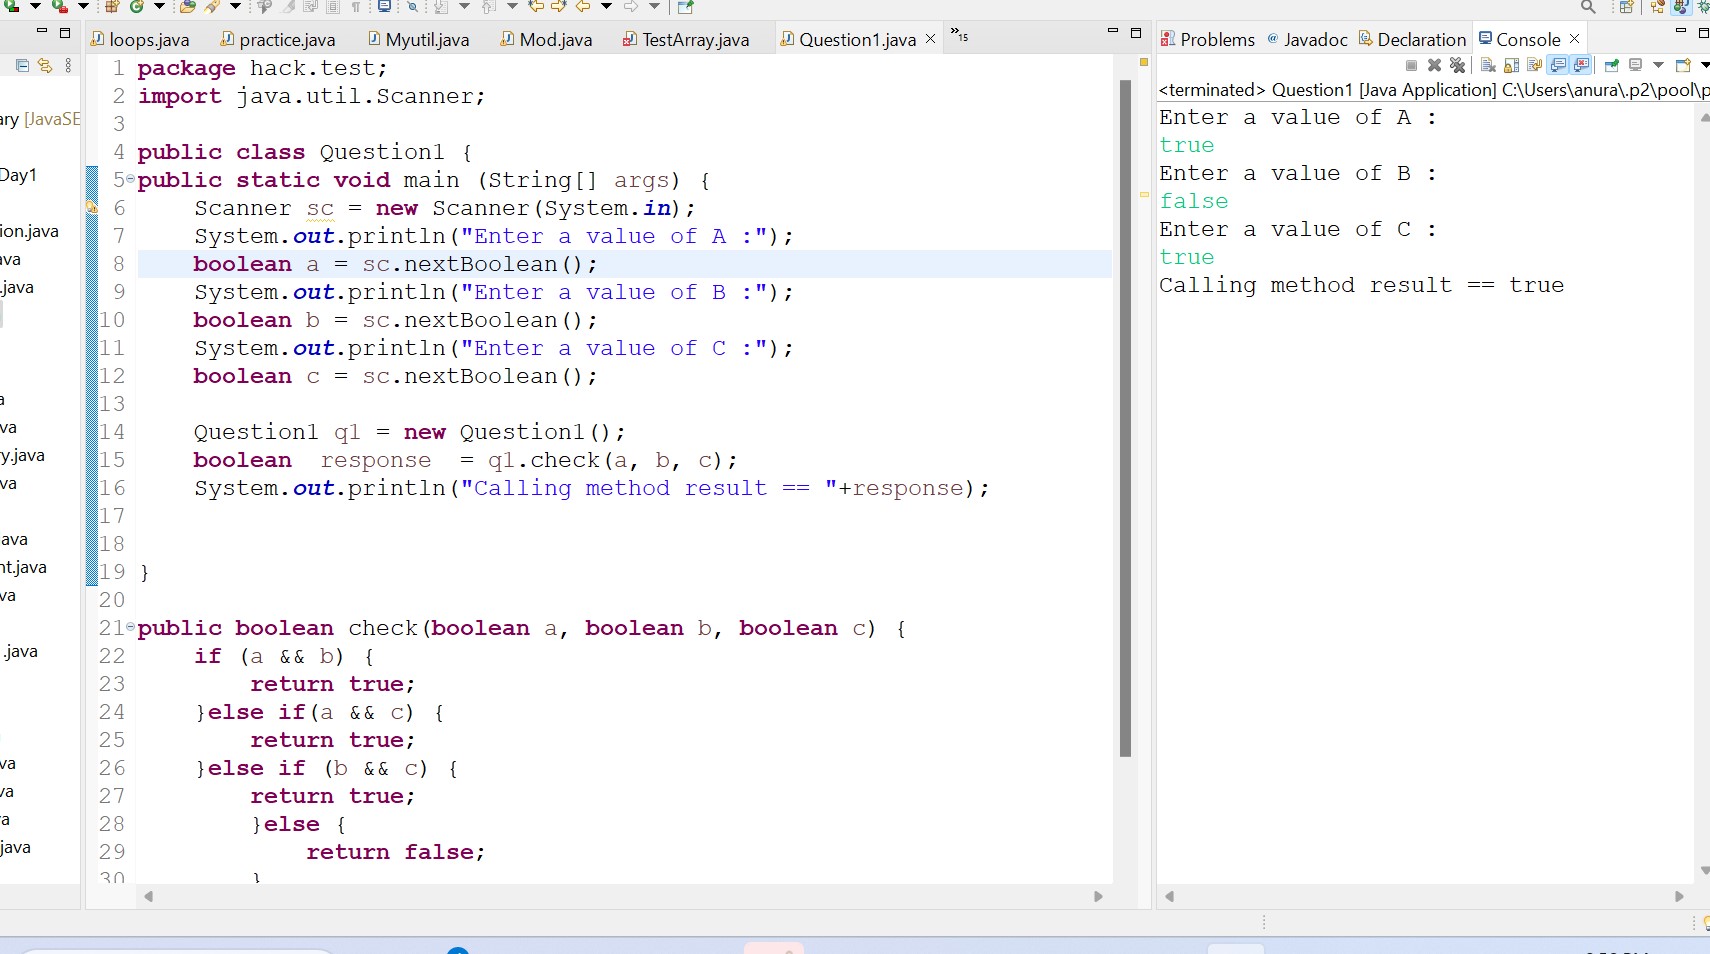 loops.java practice.java Myutil.java Mod.java TestArray.java Question1.java 15
Problems Javadoc Declaration Console
<terminated> Question1 [Java Application] C:\Users\anura\.p2\pool\p
ary [JavaSE
Day1
ion.java
ava
.java
a
va
y.java
va
ava
nt.java
va
.java
va
va
a
java
1 package hack.test;
2 import java.util.Scanner;
3
4 public class Question1 {
5 public static void main (String[] args) {
6 Scanner sc = new Scanner(System.in);
7 System.out.println("Enter a value of A :");
8 boolean a = sc.nextBoolean();
9 System.out.println("Enter a value of B :");
10 boolean b = sc.nextBoolean();
11 System.out.println("Enter a value of C :");
12 boolean c = sc.nextBoolean();
13
14 Question1 q1 = new Question1();
15 boolean response = q1.check(a, b, c);
16 System.out.println("Calling method result == "+response);
17
18
19 }
20
21 public boolean check(boolean a, boolean b, boolean c) {
22 if (a && b) {
23 return true;
24 }else if(a && c) {
25 return true;
26 }else if (b && c) {
27 return true;
28 }else {
29 return false;
30 }
Enter a value of A :
true
Enter a value of B :
false
Enter a value of C :
true
Calling method result == true